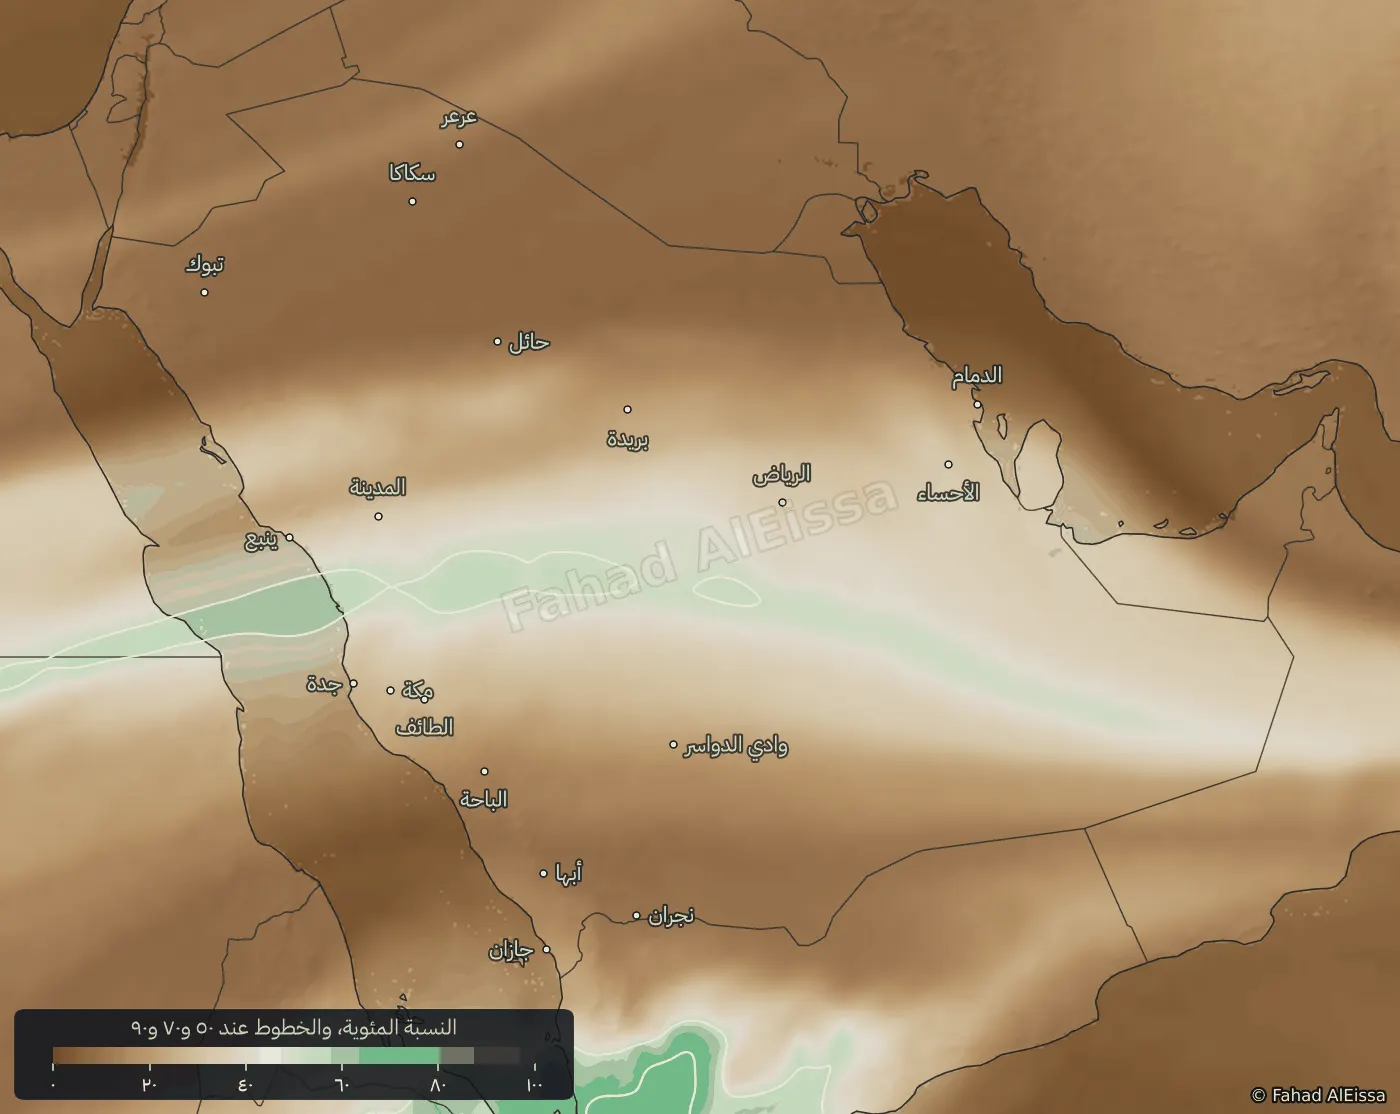 عرعر
سكاكا
تبوك
حائل
الدمام
بريدة
الرياض
الأحساء
المدينة
ينبع
Fahad AlEissa
جدة
مكة
الطائف
وادي الدواسر
الباحة
أبها
نجران
جازان
النسبة المئوية، والخطوط عند ٥٠ و٧٠ و٩٠
٠ ٢٠ ٤٠ ٦٠ ٨٠ ١٠٠
© Fahad AlEissa